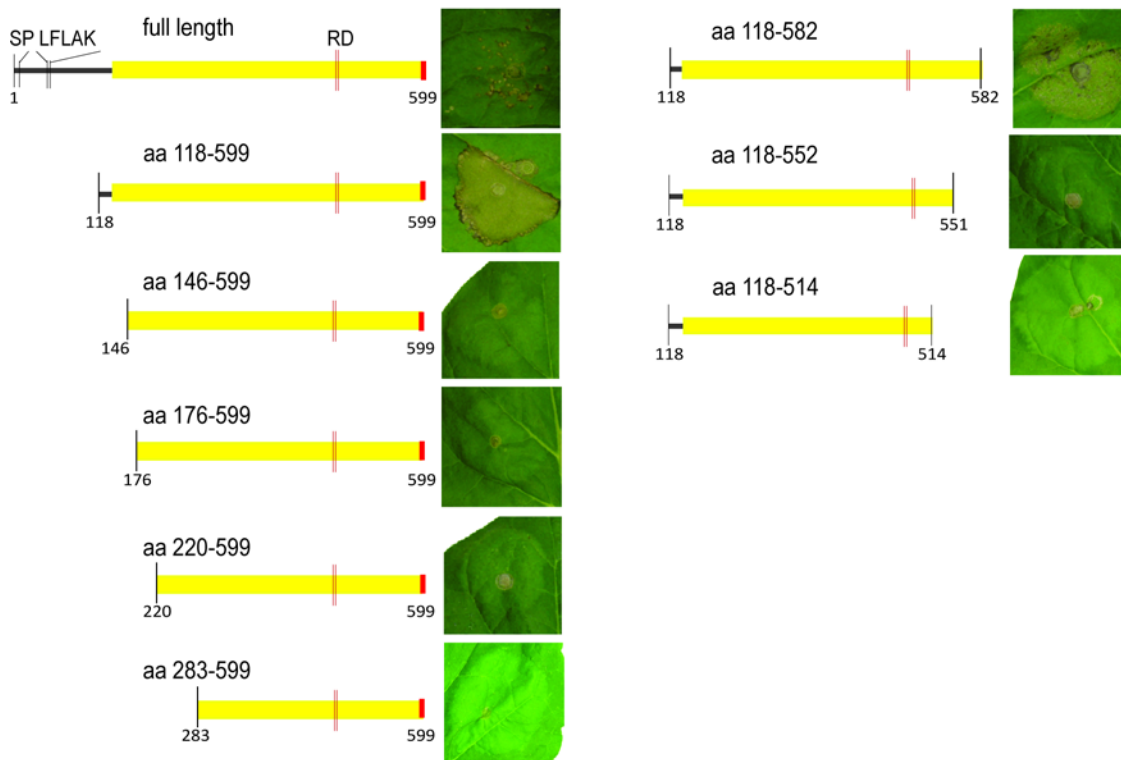 full length
SP LFLAK RD
1 599
aa 118-599
118 599
aa 146-599
146 599
aa 176-599
176 599
aa 220-599
220 599
aa 283-599
283 599
aa 118-582
118 582
aa 118-552
118 551
aa 118-514
118 514